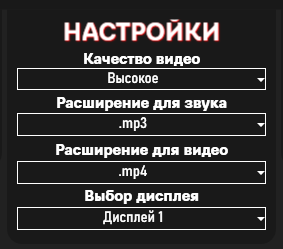 НАСТРОЙКИ
Качество видео
Высокое
Расширение для звука
.mp3
Расширение для видео
.mp4
Выбор дисплея
Дисплей 1